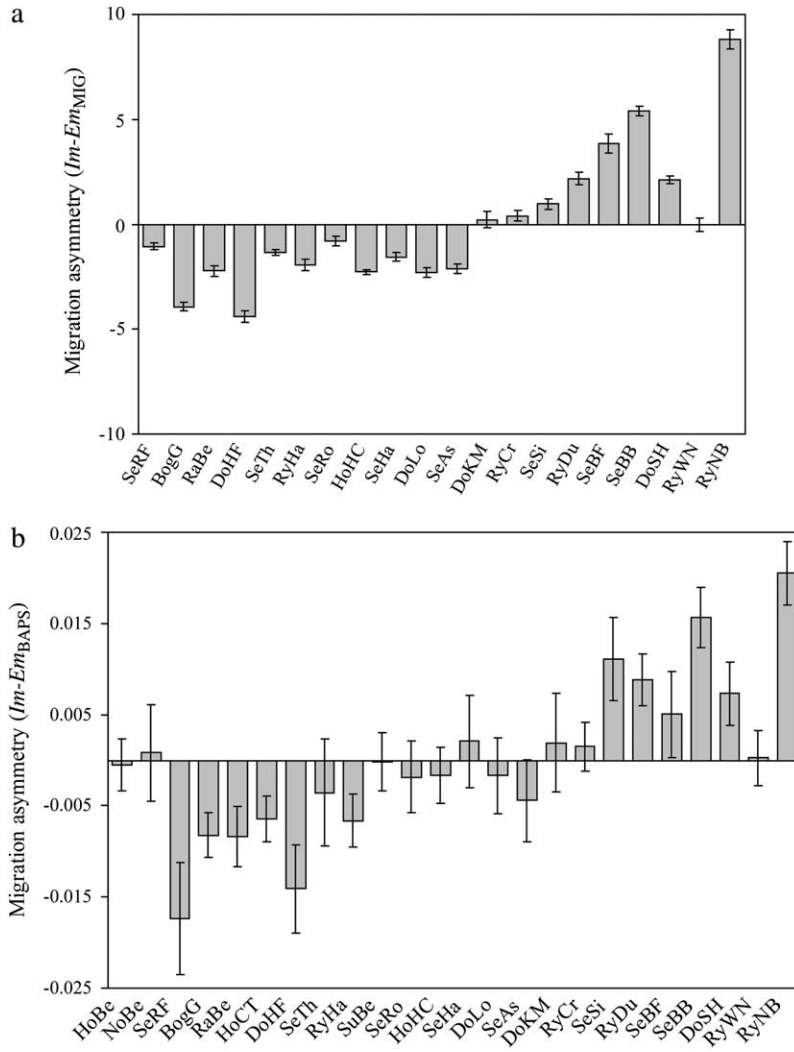 a
Migration asymmetry (Im-EmMIG)
10
5
0
-5
-10
SeRF
BogG
RaBe
DoHF
SeTh
RyHa
SeRo
HoHC
SeHa
DoLo
SeAs
DoKM
RyCr
SeSi
RyDu
SeBF
SeBB
DoSH
RyWN
RyNB
b
Migration asymmetry (Im-EmBAPS)
0.025
0.015
0.005
-0.005
-0.015
-0.025
HoBe
NoBe
SeRF
BogG
RaBe
HoCT
DoHF
SeTh
RyHa
SuBe
SeRo
HoHC
SeHa
DoLo
SeAs
DoKM
RyCr
SeSi
RyDu
SeBF
SeBB
DoSH
RyWN
RyNB